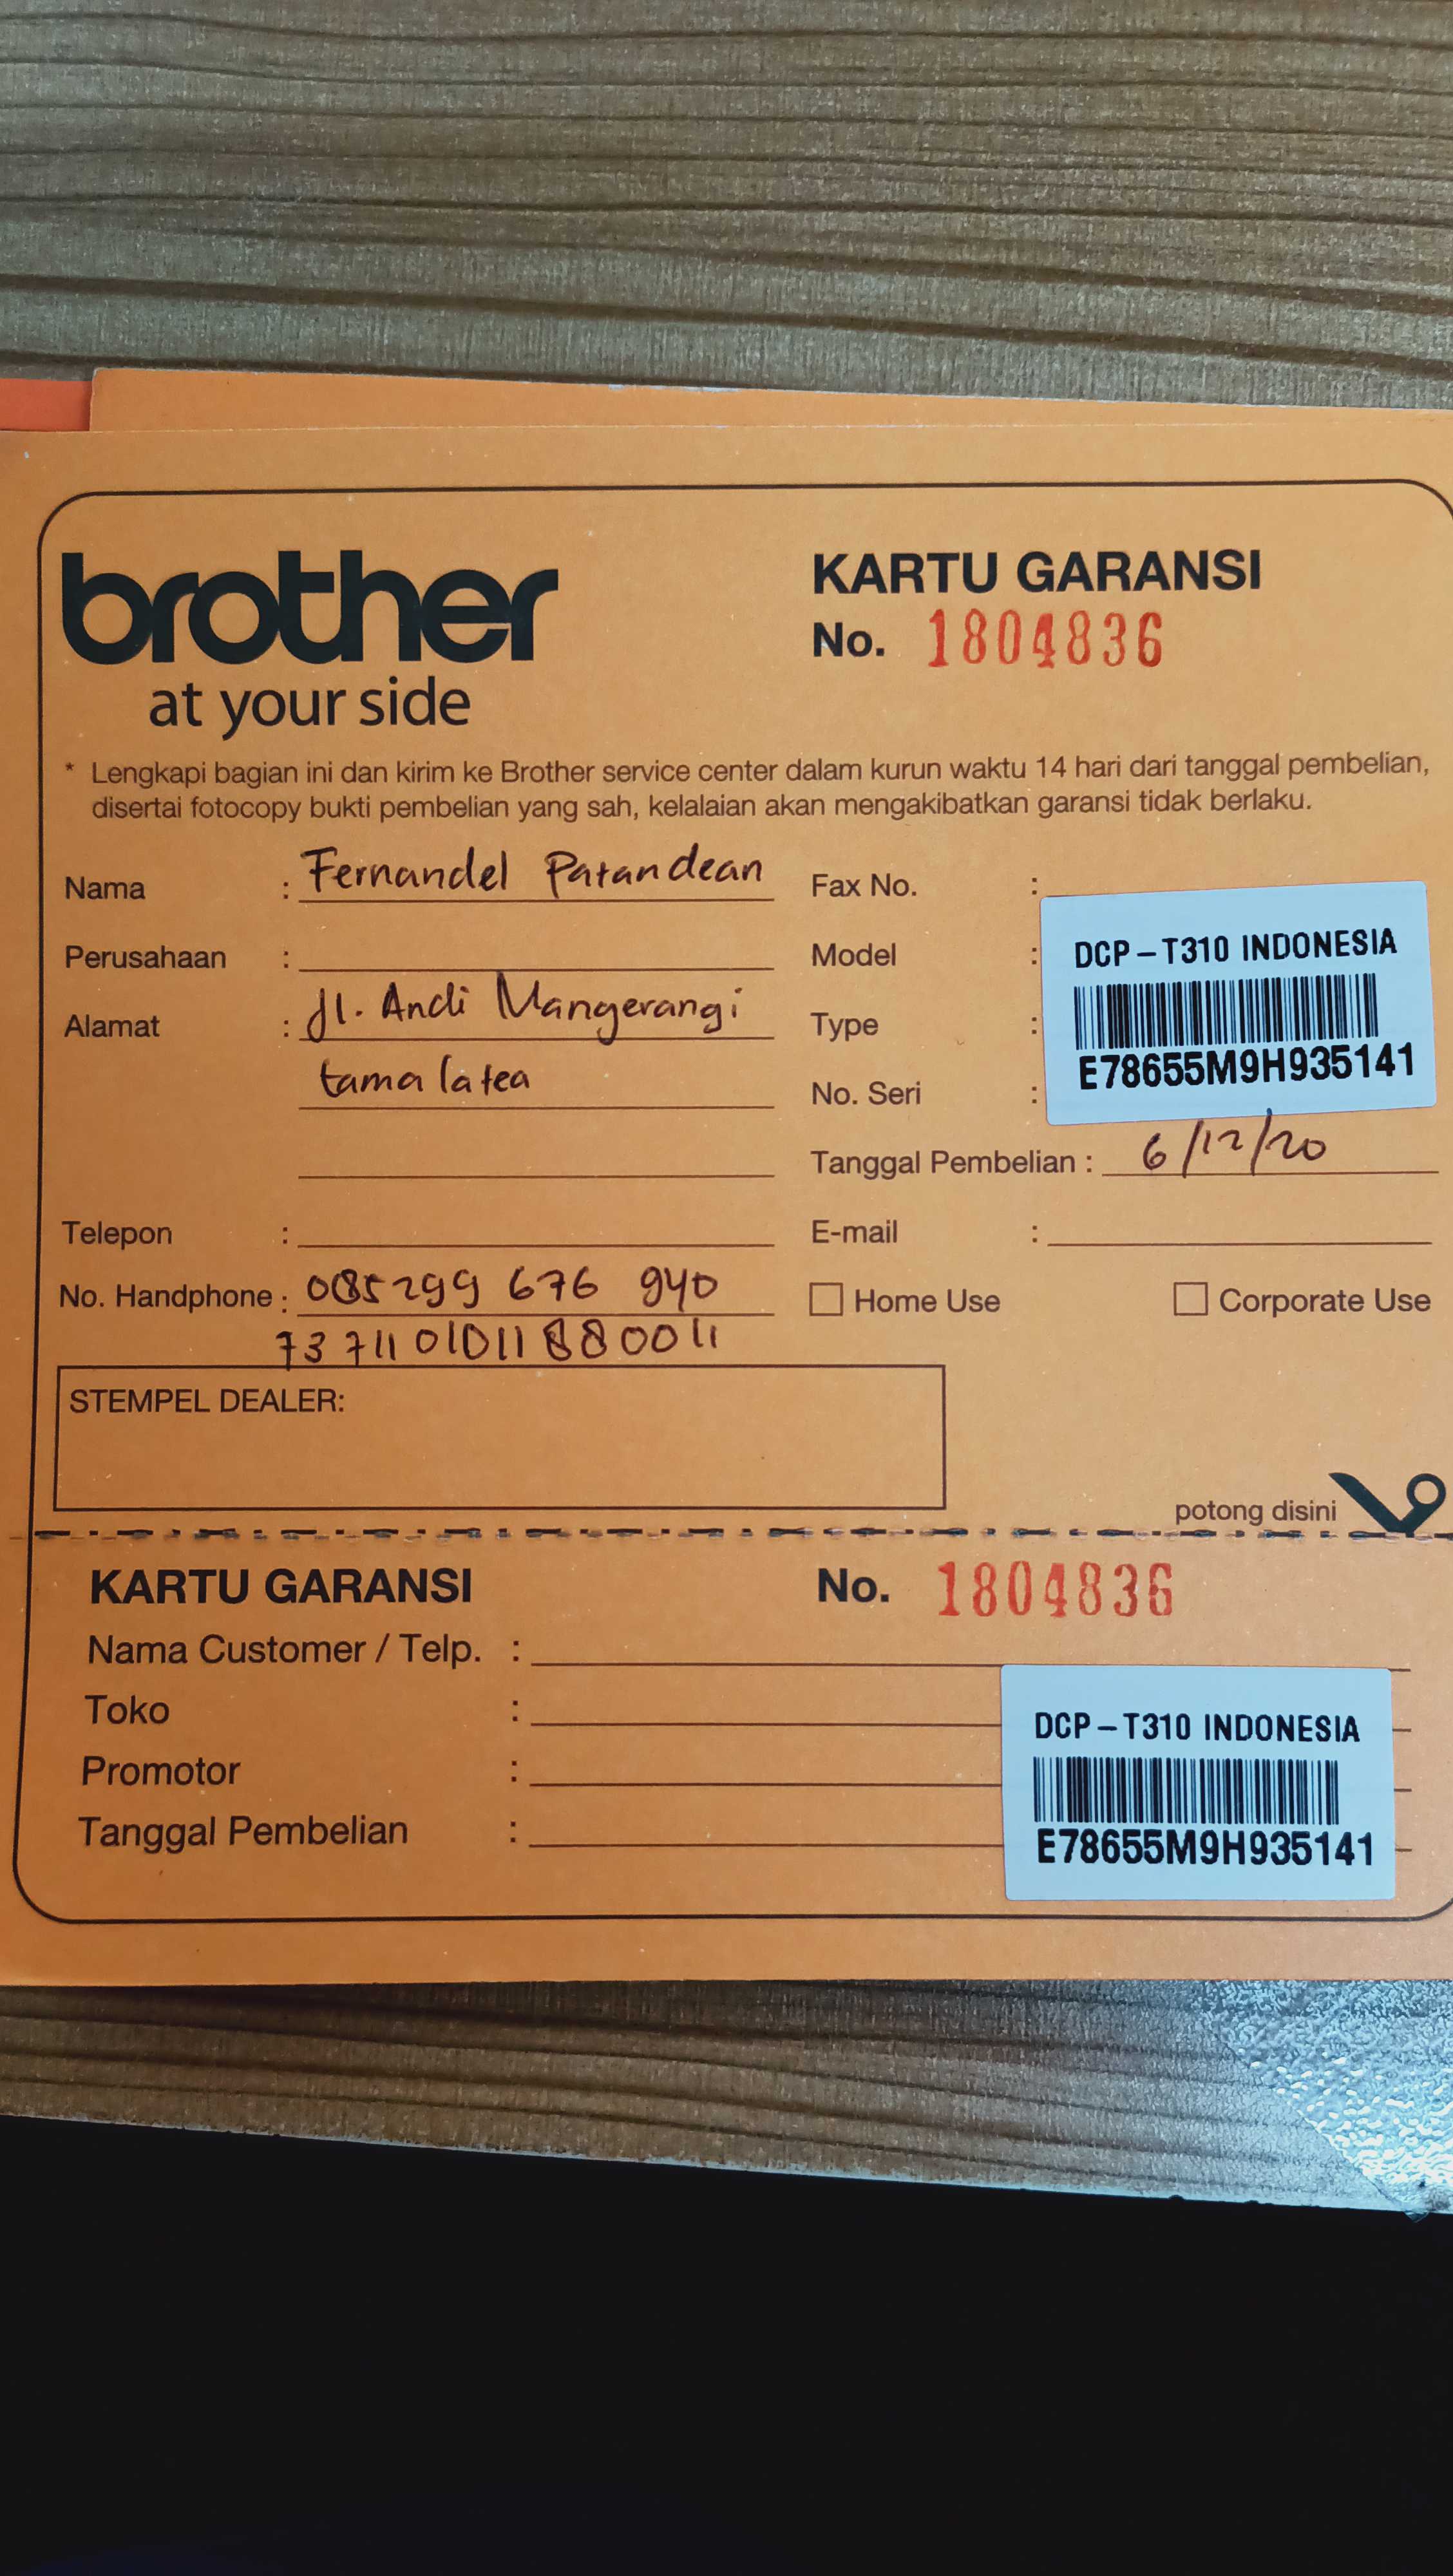 brother
at your side
KARTU GARANSI
No. 1804836
* Lengkapi bagian ini dan kirim ke Brother service center dalam kurun waktu 14 hari dari tanggal pembelian,
disertai fotocopy bukti pembelian yang sah, kelalaian akan mengakibatkan garansi tidak berlaku.
Nama : Fernandel Patandean
Perusahaan :
Alamat : Jl. Andi Mangerangi
tama latea
Telepon :
No. Handphone : 085299 676 940
7371101011880011
Fax No. :
Model :
Type :
No. Seri :
DCP-T310 INDONESIA
E78655M9H935141
Tanggal Pembelian : 6/12/20
E-mail :
Home Use Corporate Use
STEMPEL DEALER:
potong disini
KARTU GARANSI No. 1804836
Nama Customer / Telp. :
Toko :
Promotor :
Tanggal Pembelian :
DCP-T310 INDONESIA
E78655M9H935141